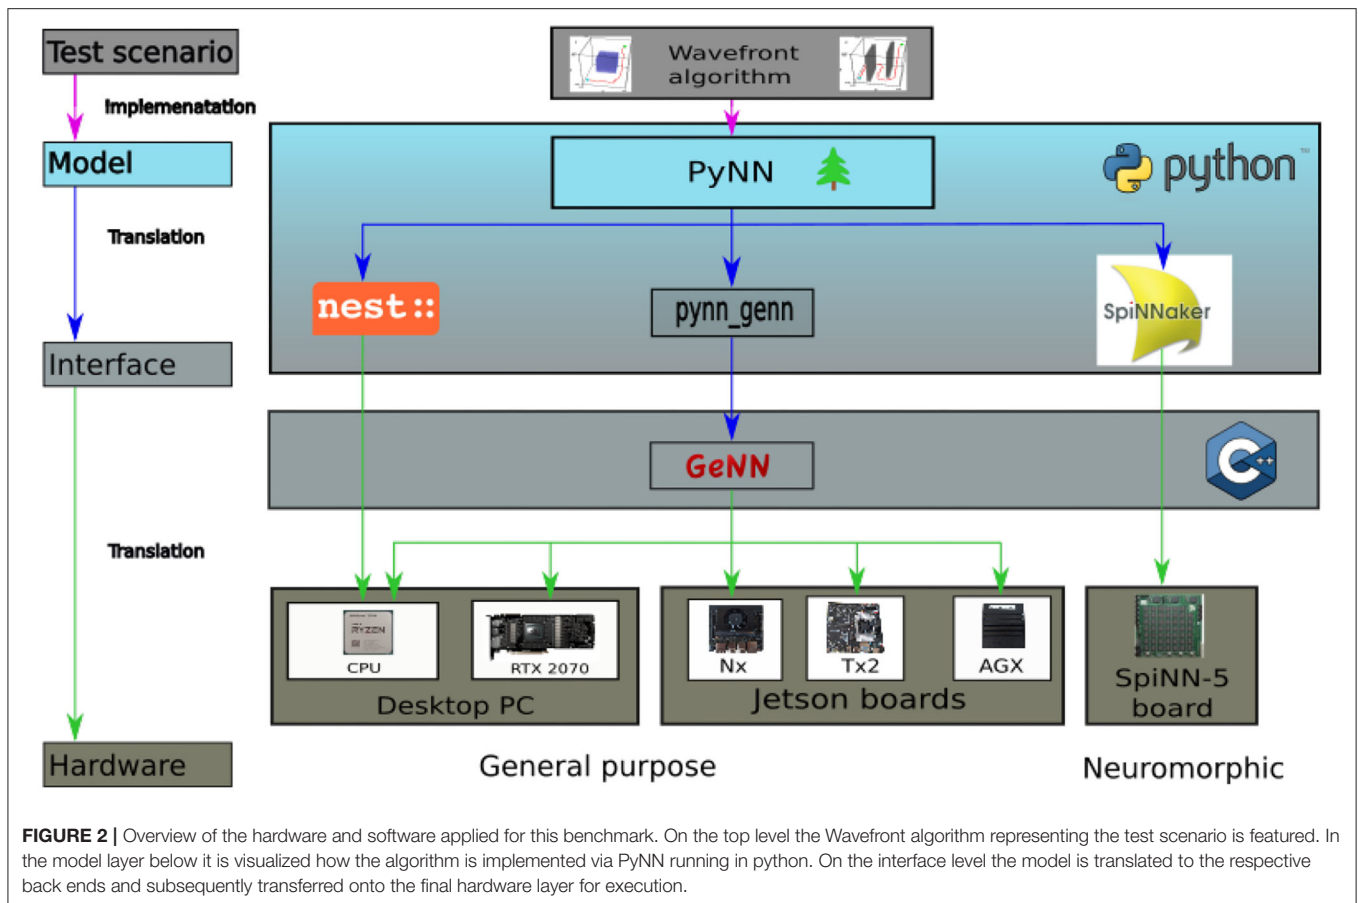 Test scenario
Wavefront
algorithm
Implemenatation
Model
PyNN
python™
Translation
nest::
pynn_genn
SpiNNaker
Interface
GeNN
C++
Translation
RYZEN
CPU
RTX 2070
Nx
Tx2
AGX
Desktop PC
Jetson boards
SpiNN-5
board
Hardware
General purpose
Neuromorphic
FIGURE 2 | Overview of the hardware and software applied for this benchmark. On the top level the Wavefront algorithm representing the test scenario is featured. In
the model layer below it is visualized how the algorithm is implemented via PyNN running in python. On the interface level the model is translated to the respective
back ends and subsequently transferred onto the final hardware layer for execution.